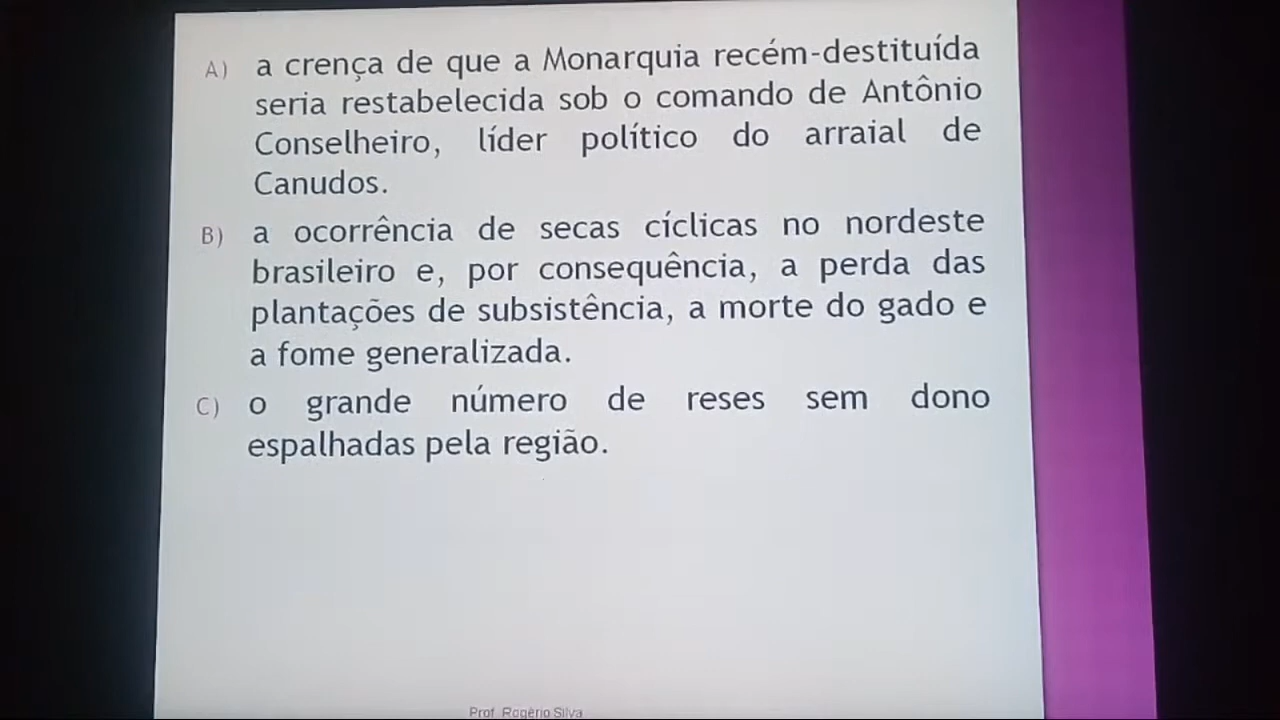 A) a crença de que a Monarquia recém-destituída
seria restabelecida sob o comando de Antônio
Conselheiro, líder político do arraial de
Canudos.
B) a ocorrência de secas cíclicas no nordeste
brasileiro e, por consequência, a perda das
plantações de subsistência, a morte do gado e
a fome generalizada.
C) o grande número de reses sem dono
espalhadas pela região.
Prof. Rogério Silva